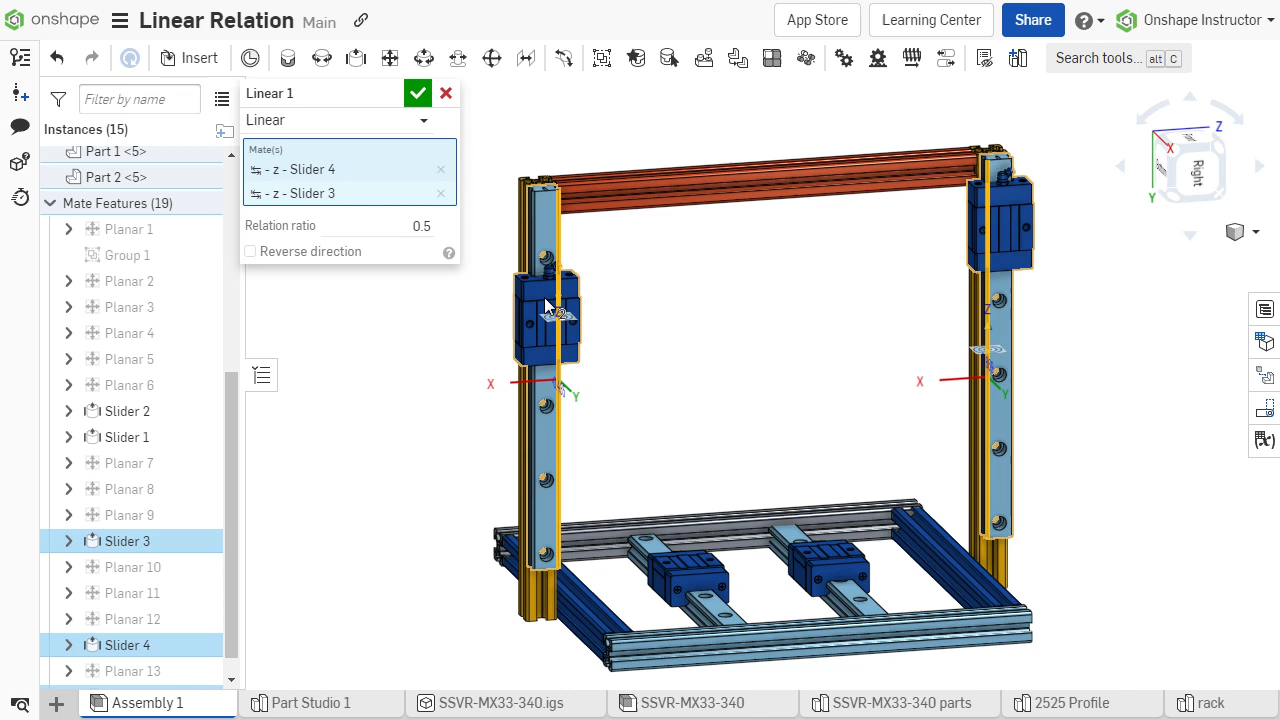 onshape
Linear Relation
Main
App Store
Learning Center
Share
Onshape Instructor
Insert
Search tools...
alt
C
Filter by name
Instances (15)
Part 1 <5>
Part 2 <5>
Mate Features (19)
Planar 1
Group 1
Planar 2
Planar 3
Planar 4
Planar 5
Planar 6
Slider 2
Slider 1
Planar 7
Planar 8
Planar 9
Slider 3
Planar 10
Planar 11
Planar 12
Slider 4
Planar 13
Linear 1
Linear
Mate(s)
- z - Slider 4
- z - Slider 3
Relation ratio
0.5
Reverse direction
X
Y
X
Y
Z
Z
X
Y
Right
Assembly 1
Part Studio 1
SSVR-MX33-340.igs
SSVR-MX33-340
SSVR-MX33-340 parts
2525 Profile
rack